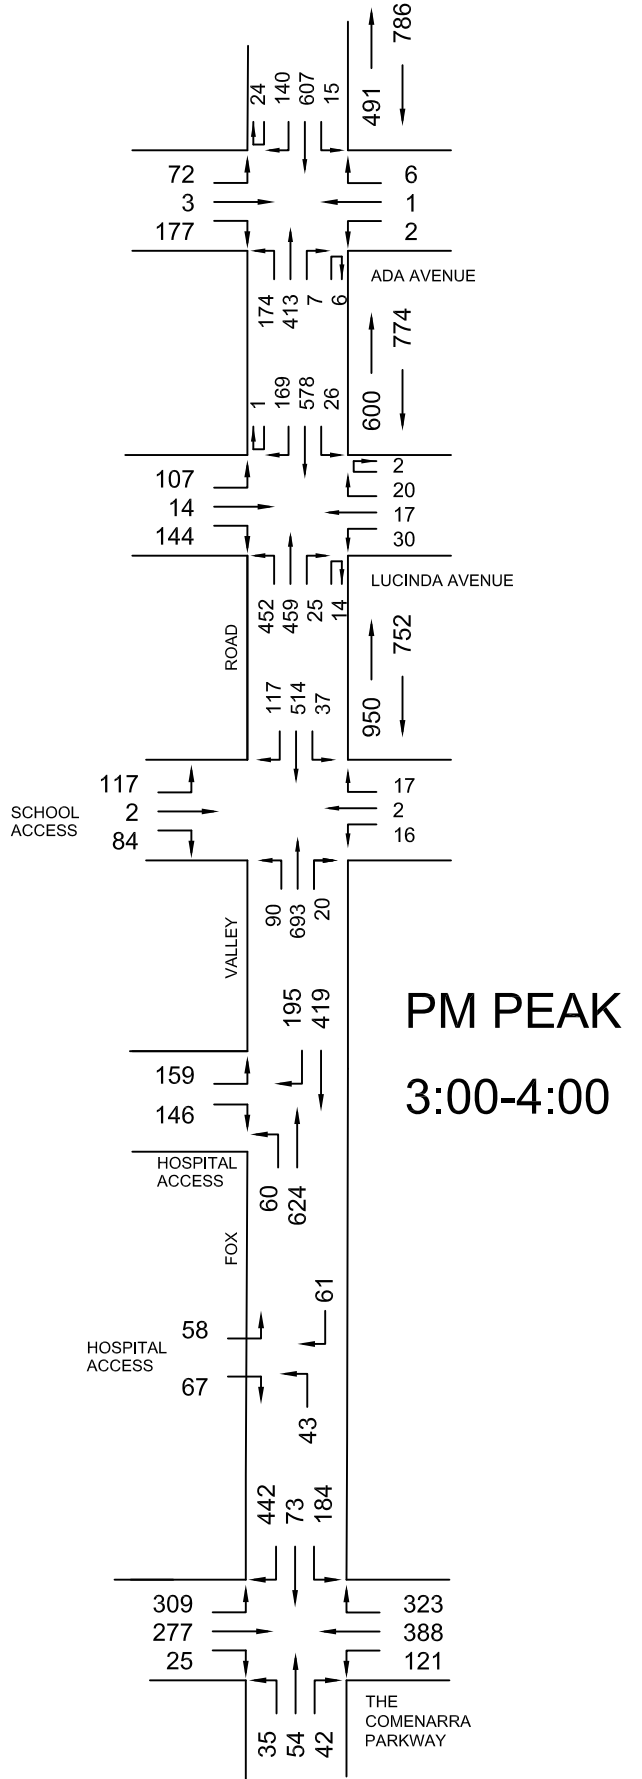 786
491
24 140 607 15
72
3
177
6
1
2
174 413 7 6
ADA AVENUE
774
600
1 169 578 26
107
14
144
2
20
17
30
452 459 25 14
LUCINDA AVENUE
ROAD
752
950
117 514 37
117
2
84
SCHOOL
ACCESS
17
2
16
90 693 20
VALLEY
195 419
PM PEAK
3:00-4:00
159
146
HOSPITAL
ACCESS
60 624
FOX
61
58
HOSPITAL
ACCESS
67
43
442 73 184
309
277
25
323
388
121
35 54 42
THE
COMENARRA
PARKWAY